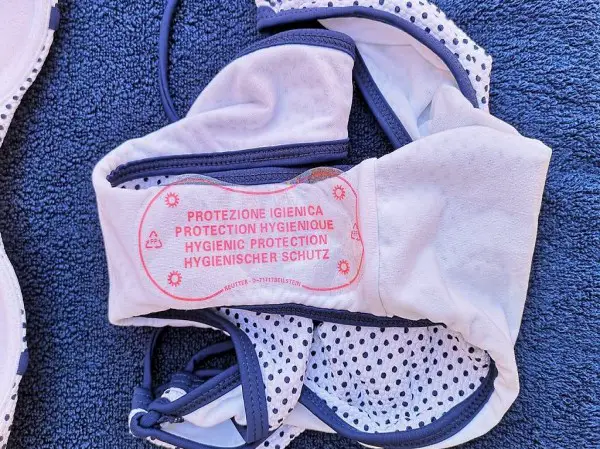 PROTEZIONE IGIENICA
PROTECTION HYGIENIQUE
HYGIENIC PROTECTION
HYGIENISCHER SCHUTZ